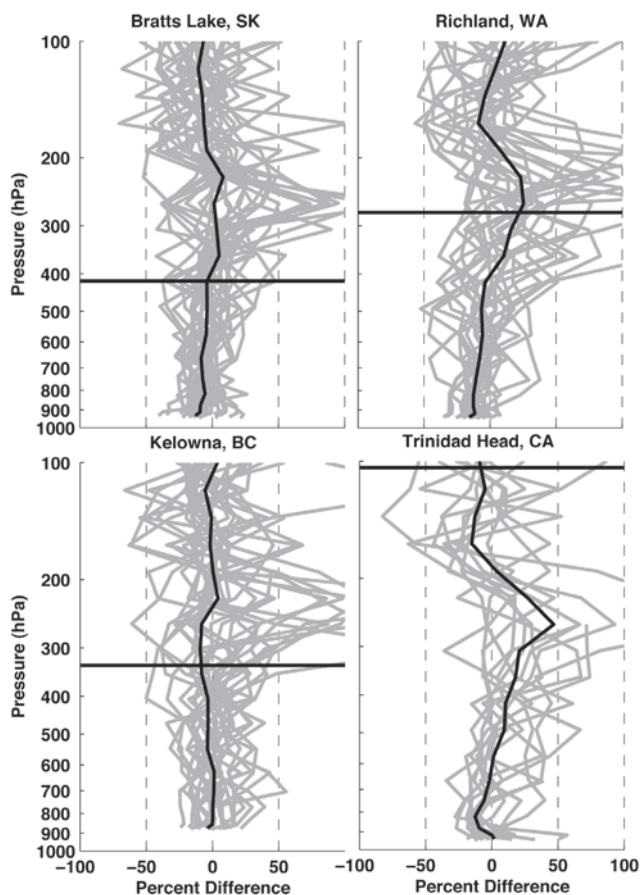 Bratts Lake, SK
Richland, WA
100
200
300
400
500
600
700
800
900
1000
Pressure (hPa)
Kelowna, BC
Trinidad Head, CA
100
200
300
400
500
600
700
800
900
1000
Pressure (hPa)
−100 −50 0 50 −100 −50 0 50 100
Percent Difference
Percent Difference